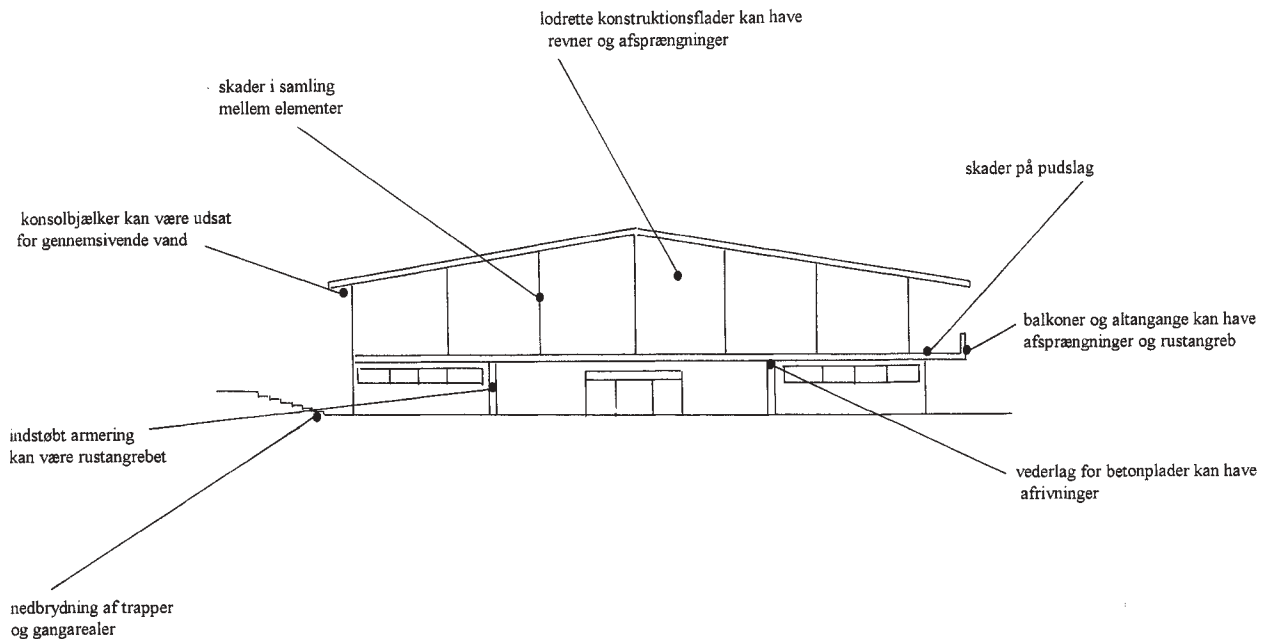 lodrette konstruktionsflader kan have
revner og afsprængninger
skader i samling
mellem elementer
skader på pudslag
konsolbjælker kan være udsat
for gennemsivende vand
balkoner og altangange kan have
afsprængninger og rustangreb
indstøbt armering
kan være rustangrebet
vederlag for betonplader kan have
afrivninger
nedbrydning af trapper
og gangarealer